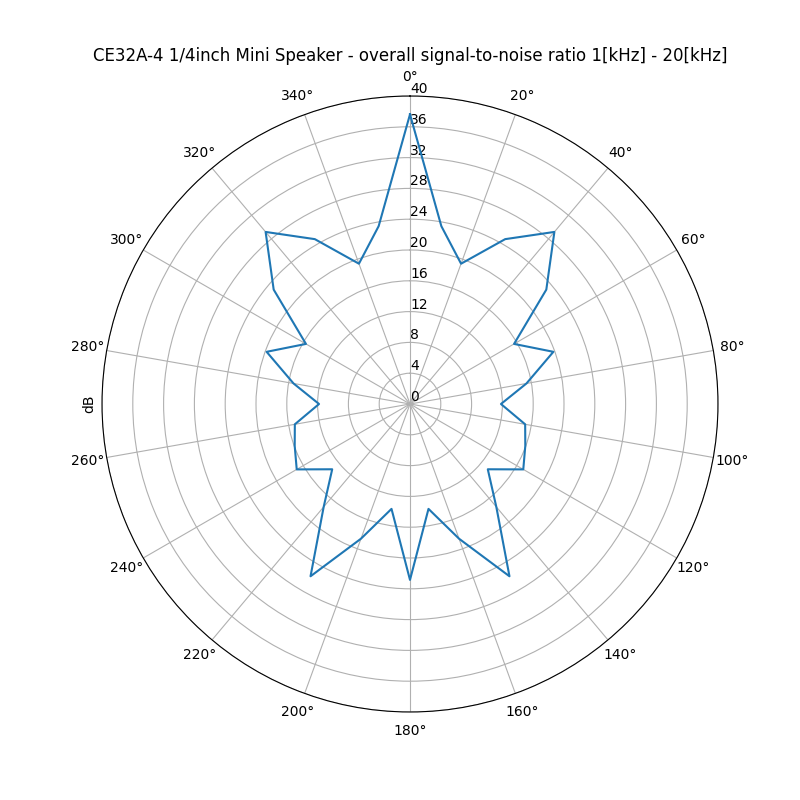 CE32A-4 1/4inch Mini Speaker - overall signal-to-noise ratio 1[kHz] - 20[kHz]
0°
340° 40 20°
36
320° 32 40°
28
24
300° 20 60°
16
12
280° 8 80°
4
dB 0
260° 100°
240° 120°
220° 140°
200° 160°
180°